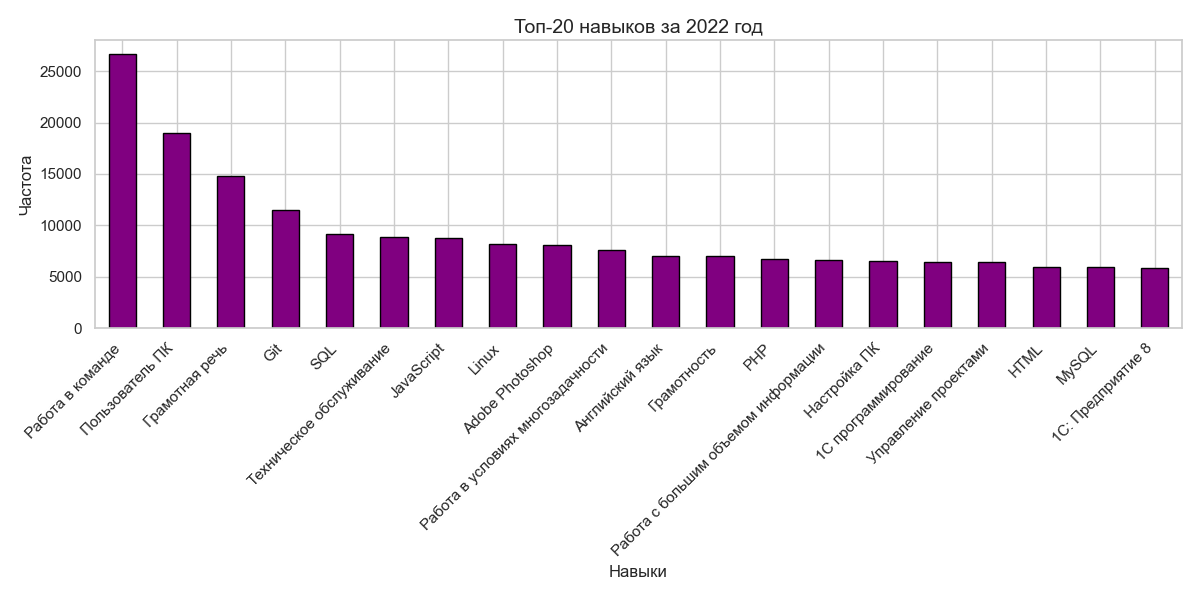 Топ-20 навыков за 2022 год
Частота
25000
20000
15000
10000
5000
0
Работа в команде
Пользователь ПК
Грамотная речь
Git
SQL
Техническое обслуживание
JavaScript
Linux
Adobe Photoshop
Работа в условиях многозадачности
Английский язык
Грамотность
PHP
Работа с большим объемом информации
Настройка ПК
1С программирование
Управление проектами
HTML
MySQL
1С: Предприятие 8
Навыки